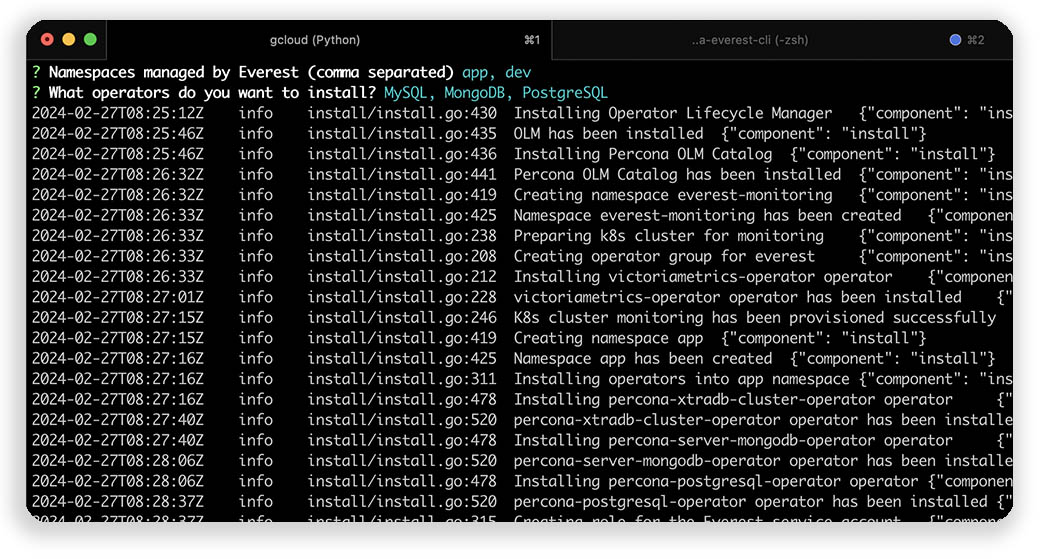 gcloud (Python) ⌘1 ..a-everest-cli (-zsh) ⌘2
? Namespaces managed by Everest (comma separated) app, dev
? What operators do you want to install? MySQL, MongoDB, PostgreSQL
2024-02-27T08:25:12Z info install/install.go:430 Installing Operator Lifecycle Manager {"component": "ins
2024-02-27T08:25:46Z info install/install.go:435 OLM has been installed {"component": "install"}
2024-02-27T08:25:46Z info install/install.go:436 Installing Percona OLM Catalog {"component": "install"}
2024-02-27T08:26:32Z info install/install.go:441 Percona OLM Catalog has been installed {"component": "ins
2024-02-27T08:26:32Z info install/install.go:419 Creating namespace everest-monitoring {"component": "ins
2024-02-27T08:26:33Z info install/install.go:425 Namespace everest-monitoring has been created {"componen
2024-02-27T08:26:33Z info install/install.go:238 Preparing k8s cluster for monitoring {"component": "ins
2024-02-27T08:26:33Z info install/install.go:208 Creating operator group for everest {"component": "ins
2024-02-27T08:26:33Z info install/install.go:212 Installing victoriametrics-operator operator {"componen
2024-02-27T08:27:01Z info install/install.go:228 victoriametrics-operator operator has been installed {"
2024-02-27T08:27:15Z info install/install.go:246 K8s cluster monitoring has been provisioned successfully
2024-02-27T08:27:15Z info install/install.go:419 Creating namespace app {"component": "install"}
2024-02-27T08:27:16Z info install/install.go:425 Namespace app has been created {"component": "install"}
2024-02-27T08:27:16Z info install/install.go:311 Installing operators into app namespace {"component": "ins
2024-02-27T08:27:16Z info install/install.go:478 Installing percona-xtradb-cluster-operator operator {"
2024-02-27T08:27:40Z info install/install.go:520 percona-xtradb-cluster-operator operator has been installe
2024-02-27T08:27:40Z info install/install.go:478 Installing percona-server-mongodb-operator operator {"
2024-02-27T08:28:06Z info install/install.go:520 percona-server-mongodb-operator operator has been installe
2024-02-27T08:28:06Z info install/install.go:478 Installing percona-postgresql-operator operator {"componen
2024-02-27T08:28:37Z info install/install.go:520 percona-postgresql-operator operator has been installed {"
2024-02-27T08:28:37Z info install/install.go:315 Creating role for the Everest service account {"compone